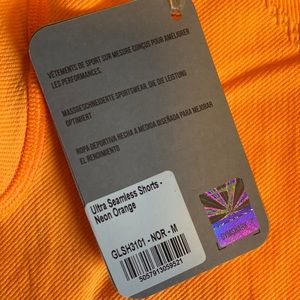 VÊTEMENTS DE SPORT SUR MESURE CONÇUS POUR AMÉLIORER
LES PERFORMANCES.
MASSGESCHNEIDERTE SPORTSWEAR, DIE DIE LEISTUNG
OPTIMIERT
ROPA DEPORTIVA HECHA A MEDIDA DISEÑADA PARA MEJORAR
EL RENDIMIENTO
Ultra Seamless Shorts -
Neon Orange
GLSH3101 - NOR - M
5057913059521